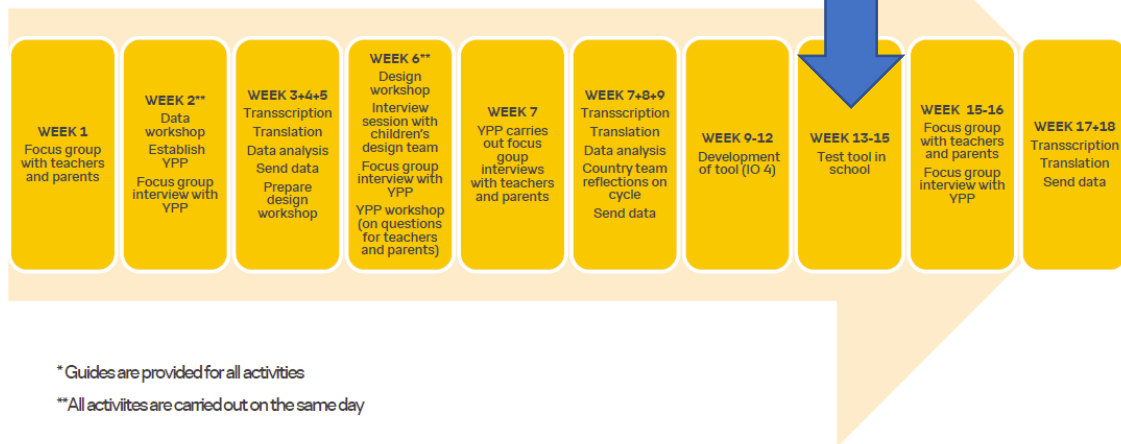 WEEK 1
Focus group
with teachers
and parents
WEEK 2**
Data
workshop
Establish
YPP
Focus group
interview with YPP
WEEK 3+4+5
Transscription
Translation
Data analysis
Send data
Prepare
design
workshop
WEEK 6**
Design
workshop
Interview
session with
children's
design team
Focus group
interview with
YPP
YPP workshop
(on questions
for teachers
and parents)
WEEK 7
YPP carries
out focus
goup
interviews
with teachers
and parents
WEEK 7+8+9
Transscription
Translation
Data analysis
Country team
reflections on
cycle
Send data
WEEK 9-12
Development
of tool (IO 4)
WEEK 13-15
Test tool in
school
WEEK 15-16
Focus group
with teachers
and parents
Focus group
interview with
YPP
WEEK 17+18
Transscription
Translation
Send data
* Guides are provided for all activities
**All activiites are carried out on the same day